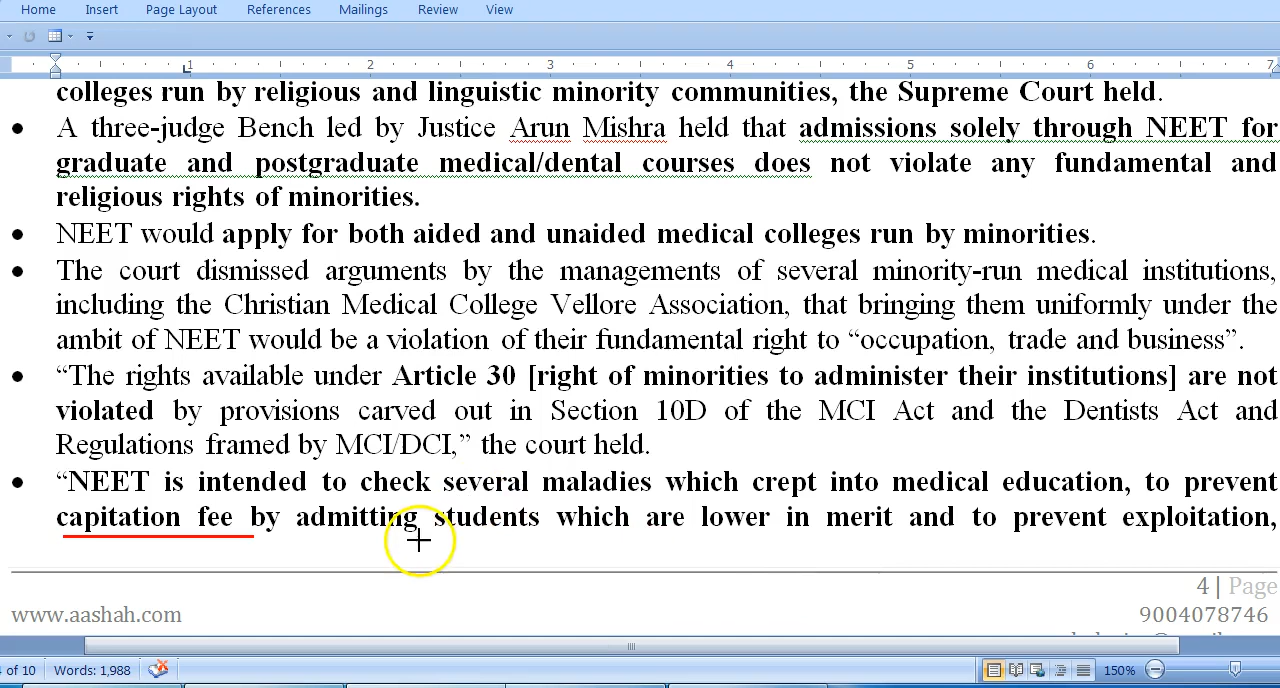 Home Insert Page Layout References Mailings Review View
1 2 3 4 5 6 7
colleges run by religious and linguistic minority communities, the Supreme Court held.
• A three-judge Bench led by Justice Arun Mishra held that admissions solely through NEET for
graduate and postgraduate medical/dental courses does not violate any fundamental and
religious rights of minorities.
• NEET would apply for both aided and unaided medical colleges run by minorities.
• The court dismissed arguments by the managements of several minority-run medical institutions,
including the Christian Medical College Vellore Association, that bringing them uniformly under the
ambit of NEET would be a violation of their fundamental right to “occupation, trade and business”.
• “The rights available under Article 30 [right of minorities to administer their institutions] are not
violated by provisions carved out in Section 10D of the MCI Act and the Dentists Act and
Regulations framed by MCI/DCI,” the court held.
• “NEET is intended to check several maladies which crept into medical education, to prevent
capitation fee by admitting students which are lower in merit and to prevent exploitation,
4 | Page
www.aashah.com 9004078746
of 10 Words: 1,988 150%